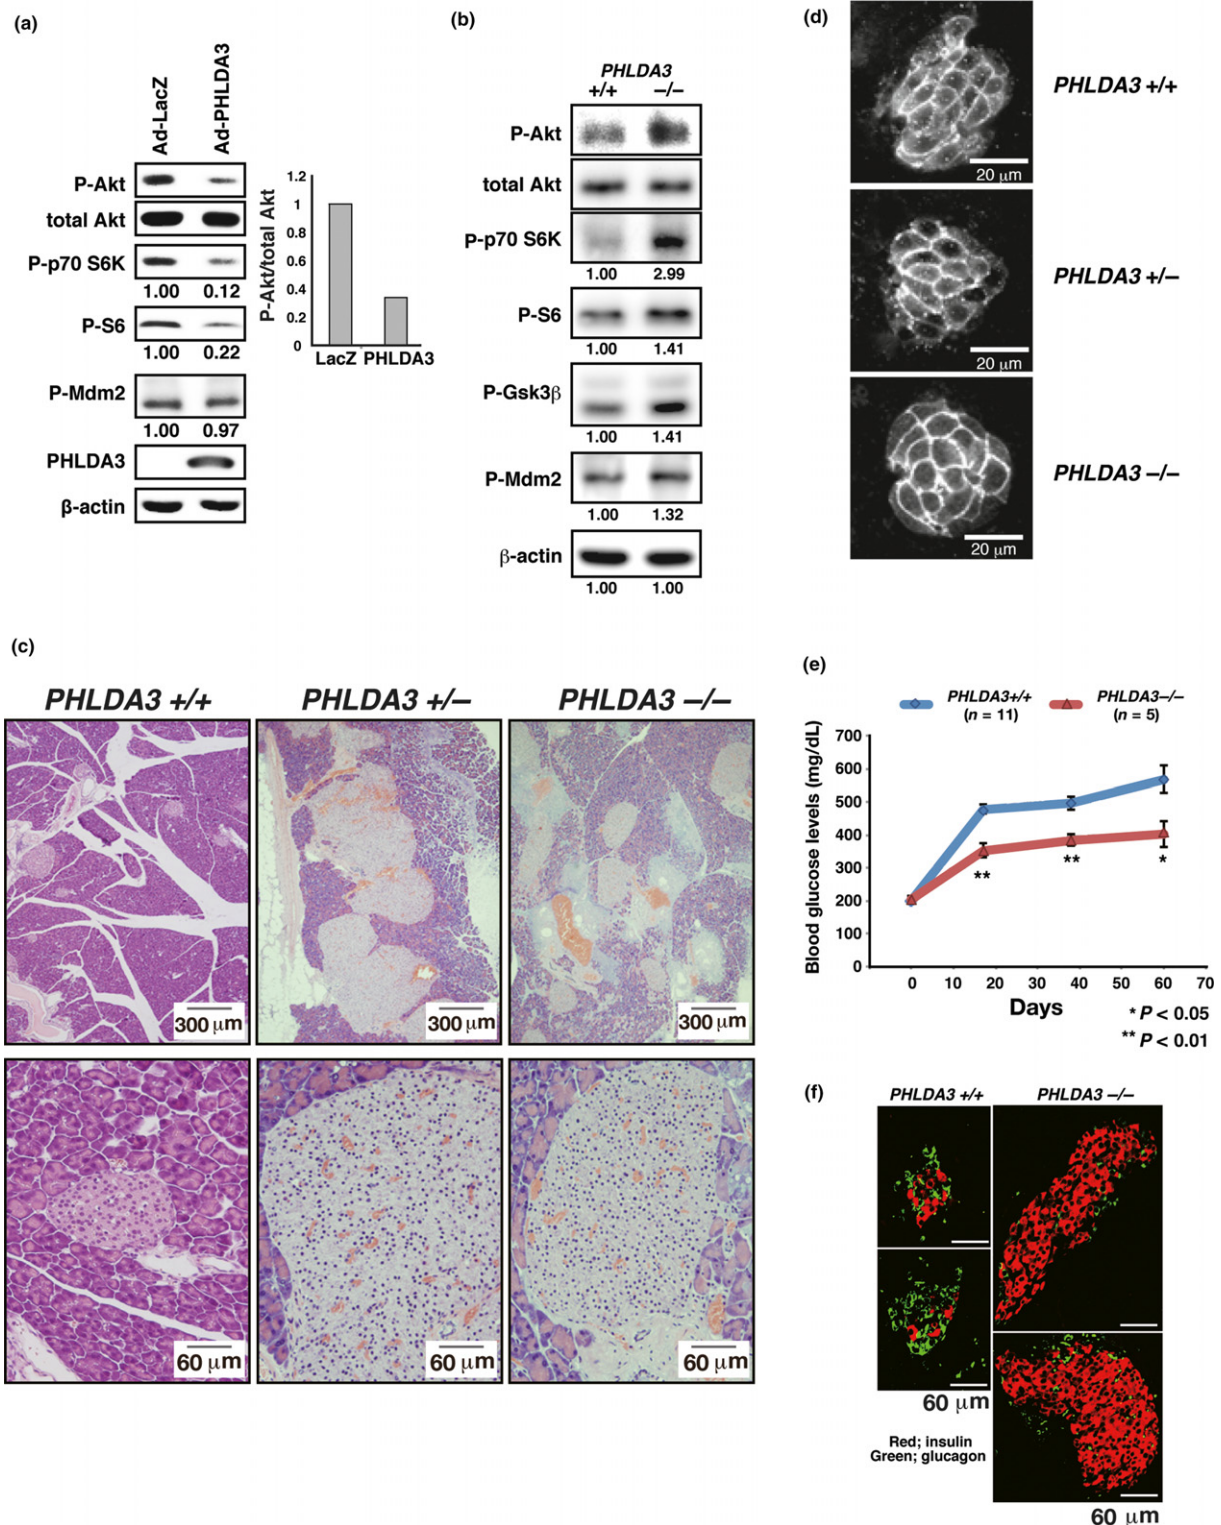 (a)
Ad-LacZ
Ad-PHLDA3
P-Akt
total Akt
P-p70 S6K
1.00 0.12
P-S6
1.00 0.22
P-Mdm2
1.00 0.97
PHLDA3
β-actin
P-Akt/total Akt
1.2
1
0.8
0.6
0.4
0.2
0
LacZ PHLDA3
(b)
PHLDA3
+/+ –/–
P-Akt
total Akt
P-p70 S6K
1.00 2.99
P-S6
1.00 1.41
P-Gsk3β
1.00 1.41
P-Mdm2
1.00 1.32
β-actin
1.00 1.00
(d)
PHLDA3 +/+
20 μm
PHLDA3 +/–
20 μm
PHLDA3 –/–
20 μm
(c)
PHLDA3 +/+ PHLDA3 +/– PHLDA3 –/–
300 μm 300 μm 300 μm
60 μm 60 μm 60 μm
(e)
PHLDA3+/+ PHLDA3–/–
(n = 11) (n = 5)
Blood glucose levels (mg/dL)
700
600
500
400
300
200
100
0
** ** *
0 10 20 30 40 50 60 70
Days
* P < 0.05
** P < 0.01
(f)
PHLDA3 +/+ PHLDA3 –/–
60 μm
Red; insulin
Green; glucagon
60 μm